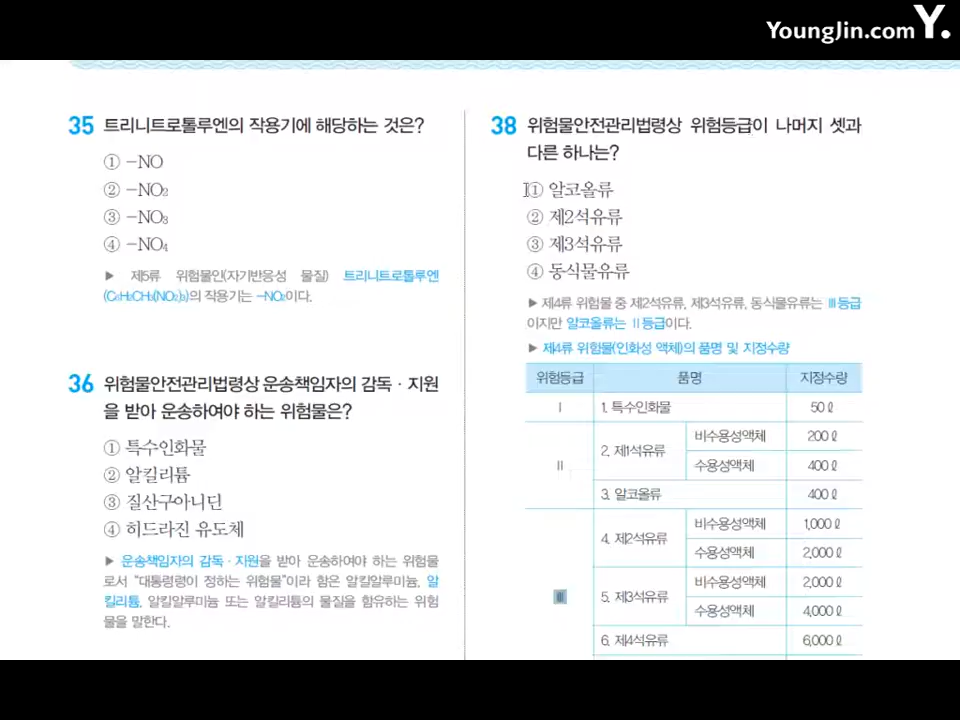 YoungJin.com Y.
35 트리니트로톨루엔의 작용기에 해당하는 것은?
① -NO
② -NO₂
③ -NO₃
④ -NO₄
▶ 제5류 위험물인(자기반응성 물질) 트리니트로톨루엔
(C₆H₂CH₃(NO₂)₃)의 작용기는 -NO₂이다.
36 위험물안전관리법령상 운송책임자의 감독·지원
을 받아 운송하여야 하는 위험물은?
① 특수인화물
② 알킬리튬
③ 질산구아니딘
④ 히드라진 유도체
▶ 운송책임자의 감독·지원을 받아 운송하여야 하는 위험물
로서 “대통령령이 정하는 위험물”이라 함은 알킬알루미늄, 알
킬리튬, 알킬알루미늄 또는 알킬리튬의 물질을 함유하는 위험
물을 말한다.
38 위험물안전관리법령상 위험등급이 나머지 셋과
다른 하나는?
① 알코올류
② 제2석유류
③ 제3석유류
④ 동식물유류
▶ 제4류 위험물 중 제2석유류, 제3석유류, 동식물유류는 Ⅲ등급
이지만 알코올류는 Ⅱ등급이다.
▶ 제4류 위험물(인화성 액체)의 품명 및 지정수량
위험등급 품명 지정수량
Ⅰ 1. 특수인화물 50ℓ
Ⅱ 2. 제1석유류 비수용성액체 200ℓ
수용성액체 400ℓ
3. 알코올류 400ℓ
Ⅲ 4. 제2석유류 비수용성액체 1,000ℓ
수용성액체 2,000ℓ
5. 제3석유류 비수용성액체 2,000ℓ
수용성액체 4,000ℓ
6. 제4석유류 6,000ℓ